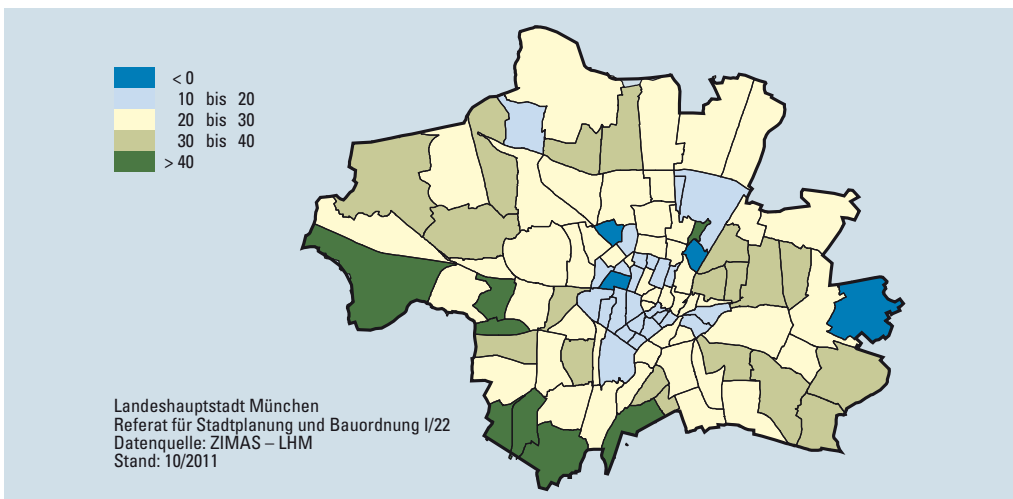 < 0
10 bis 20
20 bis 30
30 bis 40
> 40
Landeshauptstadt München
Referat für Stadtplanung und Bauordnung I/22
Datenquelle: ZIMAS – LHM
Stand: 10/2011